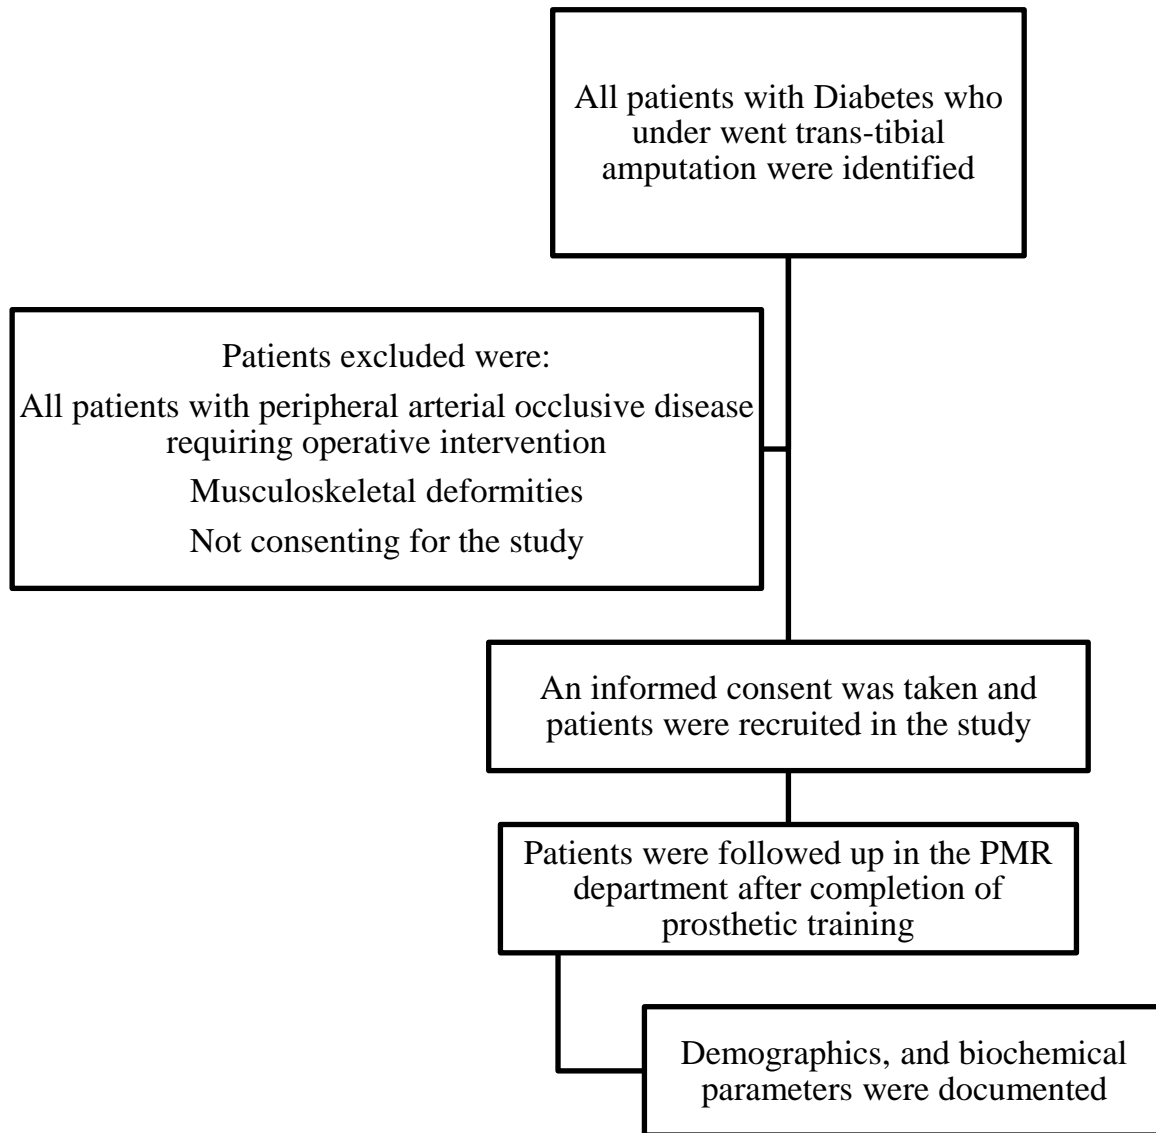 All patients with Diabetes who
under went trans-tibial
amputation were identified
Patients excluded were:
All patients with peripheral arterial occlusive disease
requiring operative intervention
Musculoskeletal deformities
Not consenting for the study
An informed consent was taken and
patients were recruited in the study
Patients were followed up in the PMR
department after completion of
prosthetic training
Demographics, and biochemical
parameters were documented